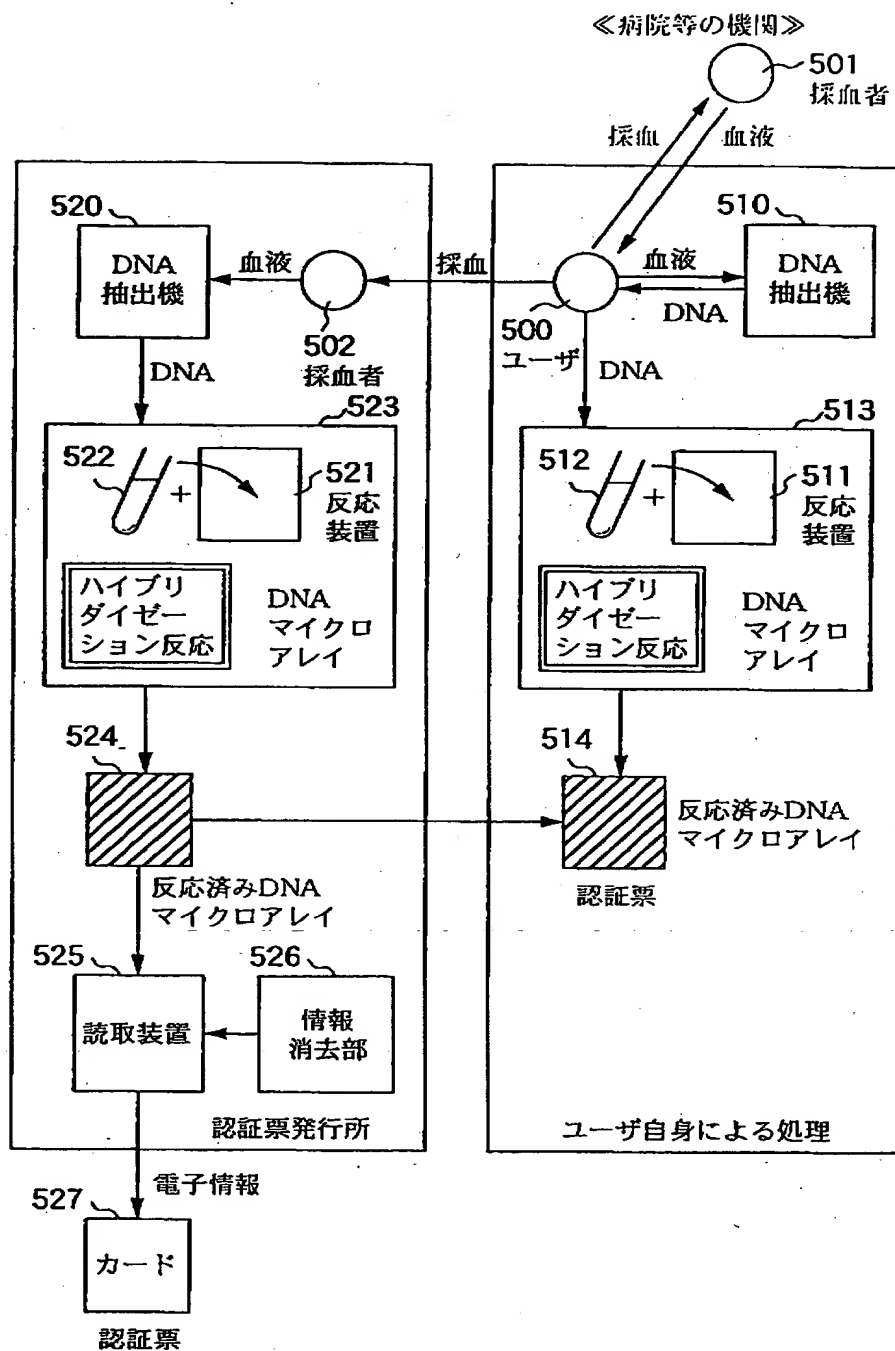 ≪病院等の機関≫
501
採血者
採血
血液
520
DNA
抽出機
血液
502
採血者
採血
500
ユーザ
血液
DNA
510
DNA
抽出機
DNA
523
522
+
521
反応
装置
ハイブリ
ダイゼー
ション反応
DNA
マイクロ
アレイ
DNA
513
512
+
511
反応
装置
ハイブリ
ダイゼー
ション反応
DNA
マイクロ
アレイ
524
反応済みDNA
マイクロアレイ
514
反応済みDNA
マイクロアレイ
認証票
525
読取装置
526
情報
消去部
認証票発行所
ユーザ自身による処理
電子情報
527
カード
認証票